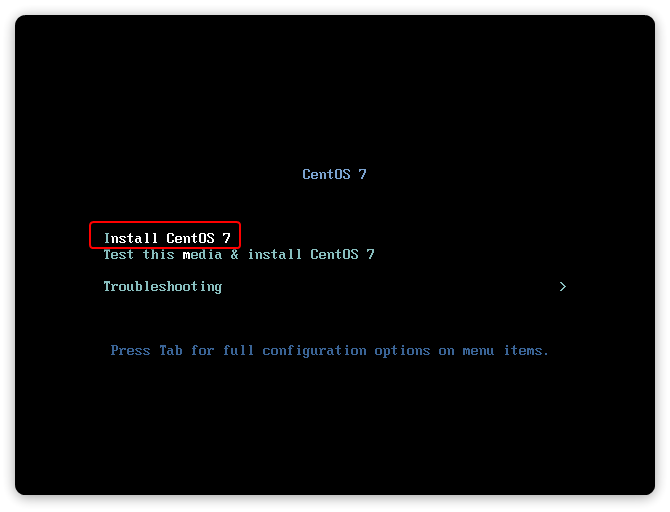 CentOS 7
Install CentOS 7
Test this media & install CentOS 7
Troubleshooting >
Press Tab for full configuration options on menu items.